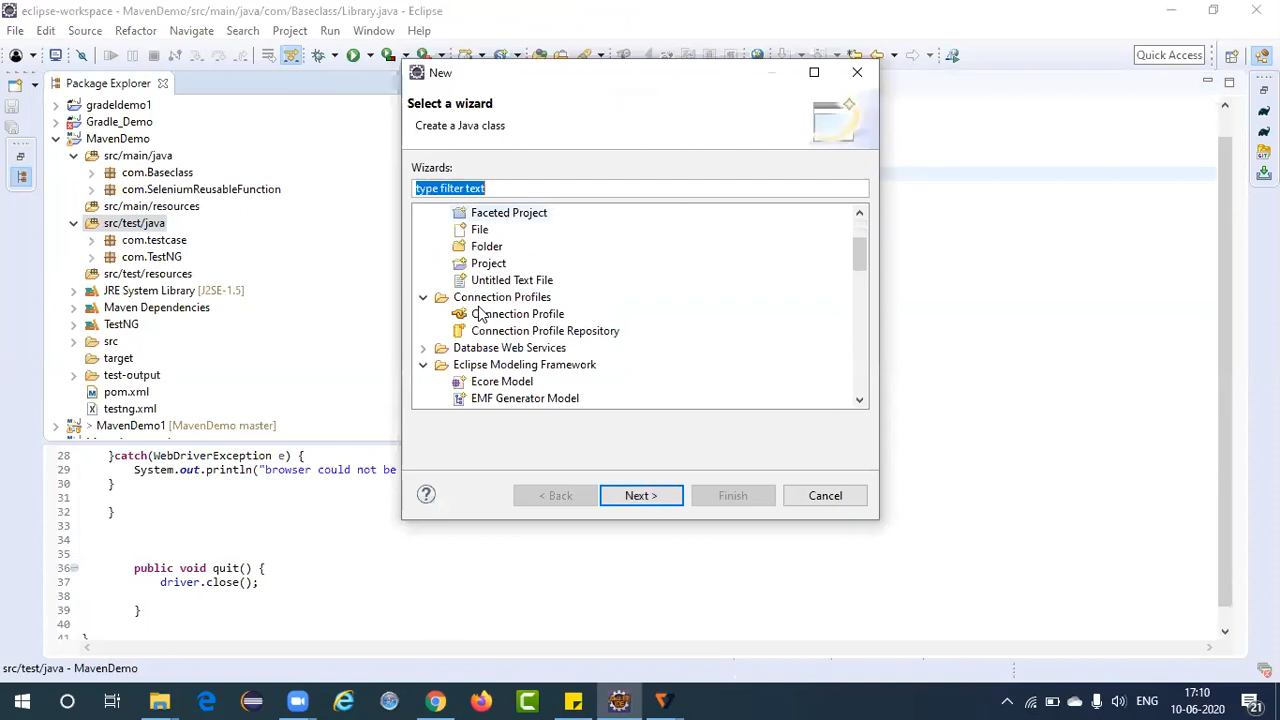 eclipse-workspace - MavenDemo/src/main/java/com/Baseclass/Library.java - Eclipse
File Edit Source Refactor Navigate Search Project Run Window Help
Quick Access
Package Explorer
gradeldemo1
Gradle_Demo
MavenDemo
src/main/java
com.Baseclass
com.SeleniumReusableFunction
src/main/resources
src/test/java
com.testcase
com.TestNG
src/test/resources
JRE System Library [J2SE-1.5]
Maven Dependencies
TestNG
src
target
test-output
pom.xml
testng.xml
> MavenDemo1 [MavenDemo master]
New
Select a wizard
Create a Java class
Wizards:
type filter text
Faceted Project
File
Folder
Project
Untitled Text File
Connection Profiles
Connection Profile
Connection Profile Repository
Database Web Services
Eclipse Modeling Framework
Ecore Model
EMF Generator Model
< Back Next > Finish Cancel
28 }catch(WebDriverException e) {
29 System.out.println("browser could not be
30 }
31
32 }
33
34
35
36 public void quit() {
37 driver.close();
38
39 }
40
41 }
src/test/java - MavenDemo
ENG
17:10
10-06-2020
21